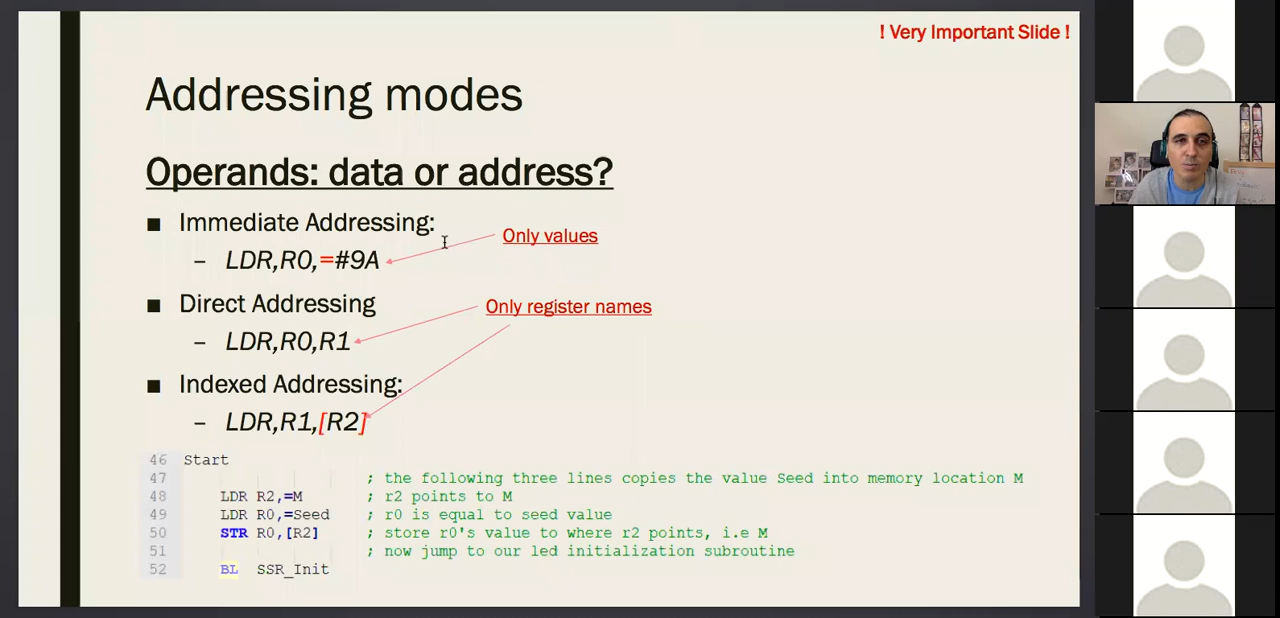 ! Very Important Slide !
Addressing modes
Operands: data or address?
■ Immediate Addressing:
Only values
– LDR,R0,=#9A
■ Direct Addressing
Only register names
– LDR,R0,R1
■ Indexed Addressing:
– LDR,R1,[R2]
46 Start
47 ; the following three lines copies the value Seed into memory location M
48 LDR R2,=M ; r2 points to M
49 LDR R0,=Seed ; r0 is equal to seed value
50 STR R0,[R2] ; store r0's value to where r2 points, i.e M
51 ; now jump to our led initialization subroutine
52 BL SSR_Init